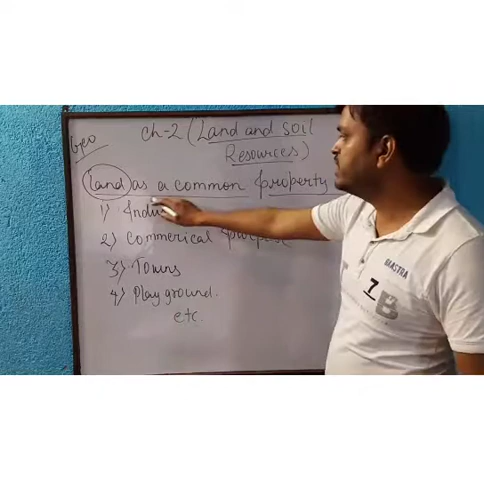 Geo
Ch-2 (Land and soil
Resources)
land as a common property
1) Indus
2) Commerical purpose
3) Towns
4) Play ground.
etc.
BAASTRA